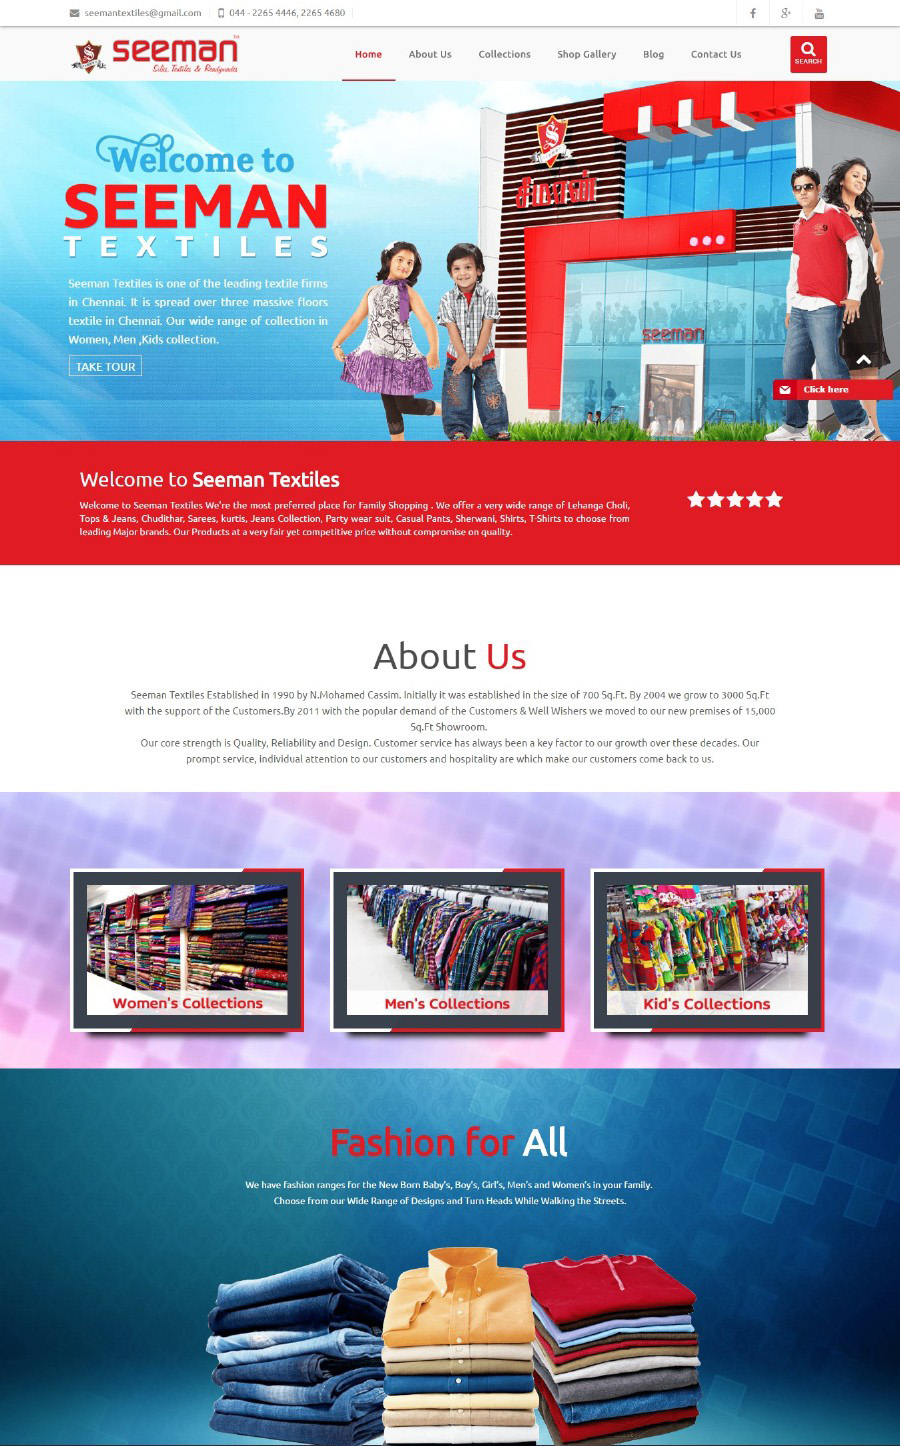 seemantextiles@gmail.com
044 - 2265 4446, 2265 4680
seeman
Silks, Textiles & Readymades
Home
About Us
Collections
Shop Gallery
Blog
Contact Us
SEARCH
Welcome to
SEEMAN
TEXTILES
Seeman Textiles is one of the leading textile firms
in Chennai. It is spread over three massive floors
textile in Chennai. Our wide range of collection in
Women, Men ,Kids collection.
TAKE TOUR
S
சீமான்
seeman
Click here
Welcome to Seeman Textiles
Welcome to Seeman Textiles We're the most preferred place for Family Shopping . We offer a very wide range of Lehanga Choli,
Tops & Jeans, Chudithar, Sarees, kurtis, Jeans Collection, Party wear suit, Casual Pants, Sherwani, Shirts, T-Shirts to choose from
leading Major brands. Our Products at a very fair yet competitive price without compromise on quality.
About Us
Seeman Textiles Established in 1990 by N.Mohamed Cassim. Initially it was established in the size of 700 Sq.Ft. By 2004 we grow to 3000 Sq.Ft
with the support of the Customers.By 2011 with the popular demand of the Customers & Well Wishers we moved to our new premises of 15,000
Sq.Ft Showroom.
Our core strength is Quality, Reliability and Design. Customer service has always been a key factor to our growth over these decades. Our
prompt service, individual attention to our customers and hospitality are which make our customers come back to us.
Women's Collections
Men's Collections
Kid's Collections
Fashion for All
We have fashion ranges for the New Born Baby's, Boy's, Girl's, Men's and Women's in your family.
Choose from our Wide Range of Designs and Turn Heads While Walking the Streets.